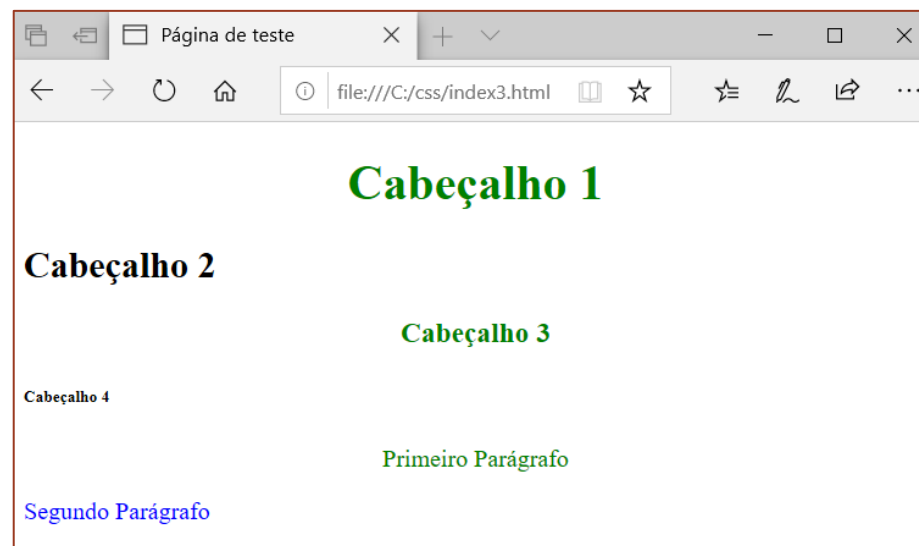 Página de teste
file:///C:/css/index3.html
Cabeçalho 1
Cabeçalho 2
Cabeçalho 3
Cabeçalho 4
Primeiro Parágrafo
Segundo Parágrafo